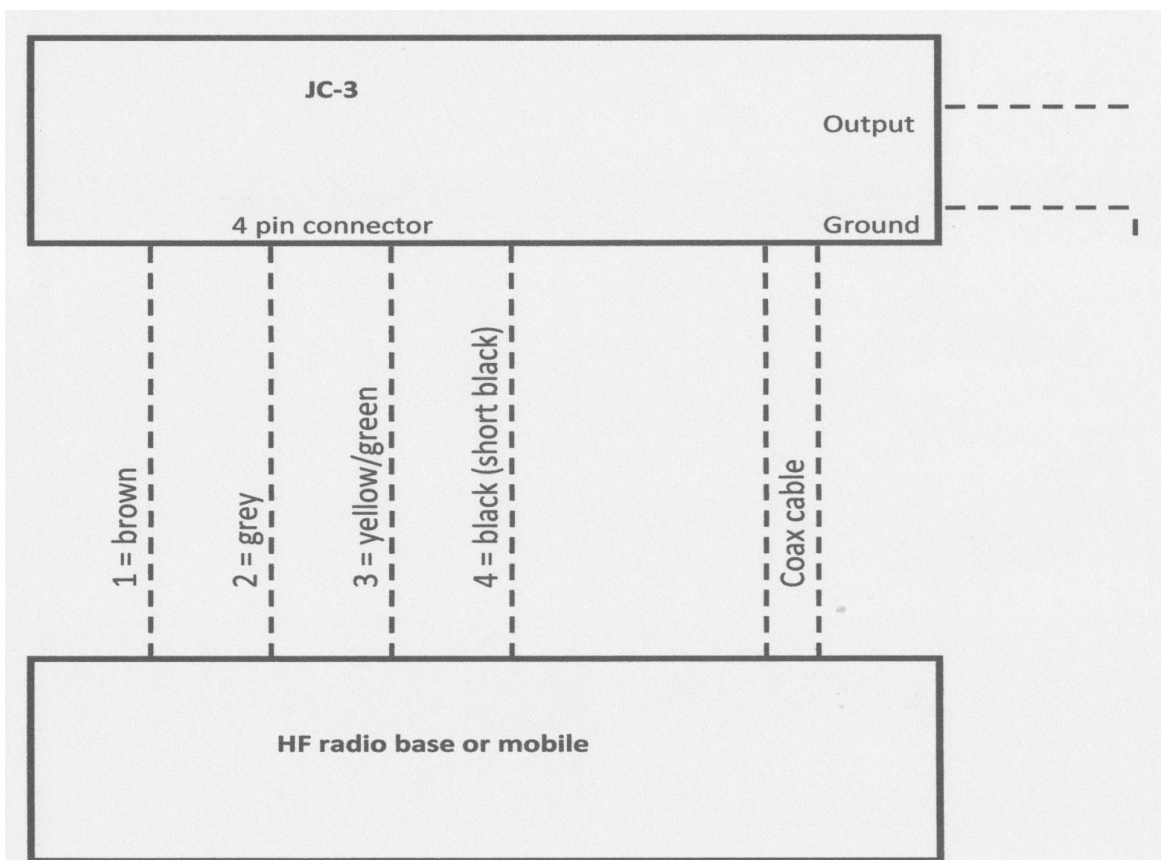 JC-3
Output
4 pin connector
Ground
1 = brown
2 = grey
3 = yellow/green
4 = black (short black)
Coax cable
HF radio base or mobile